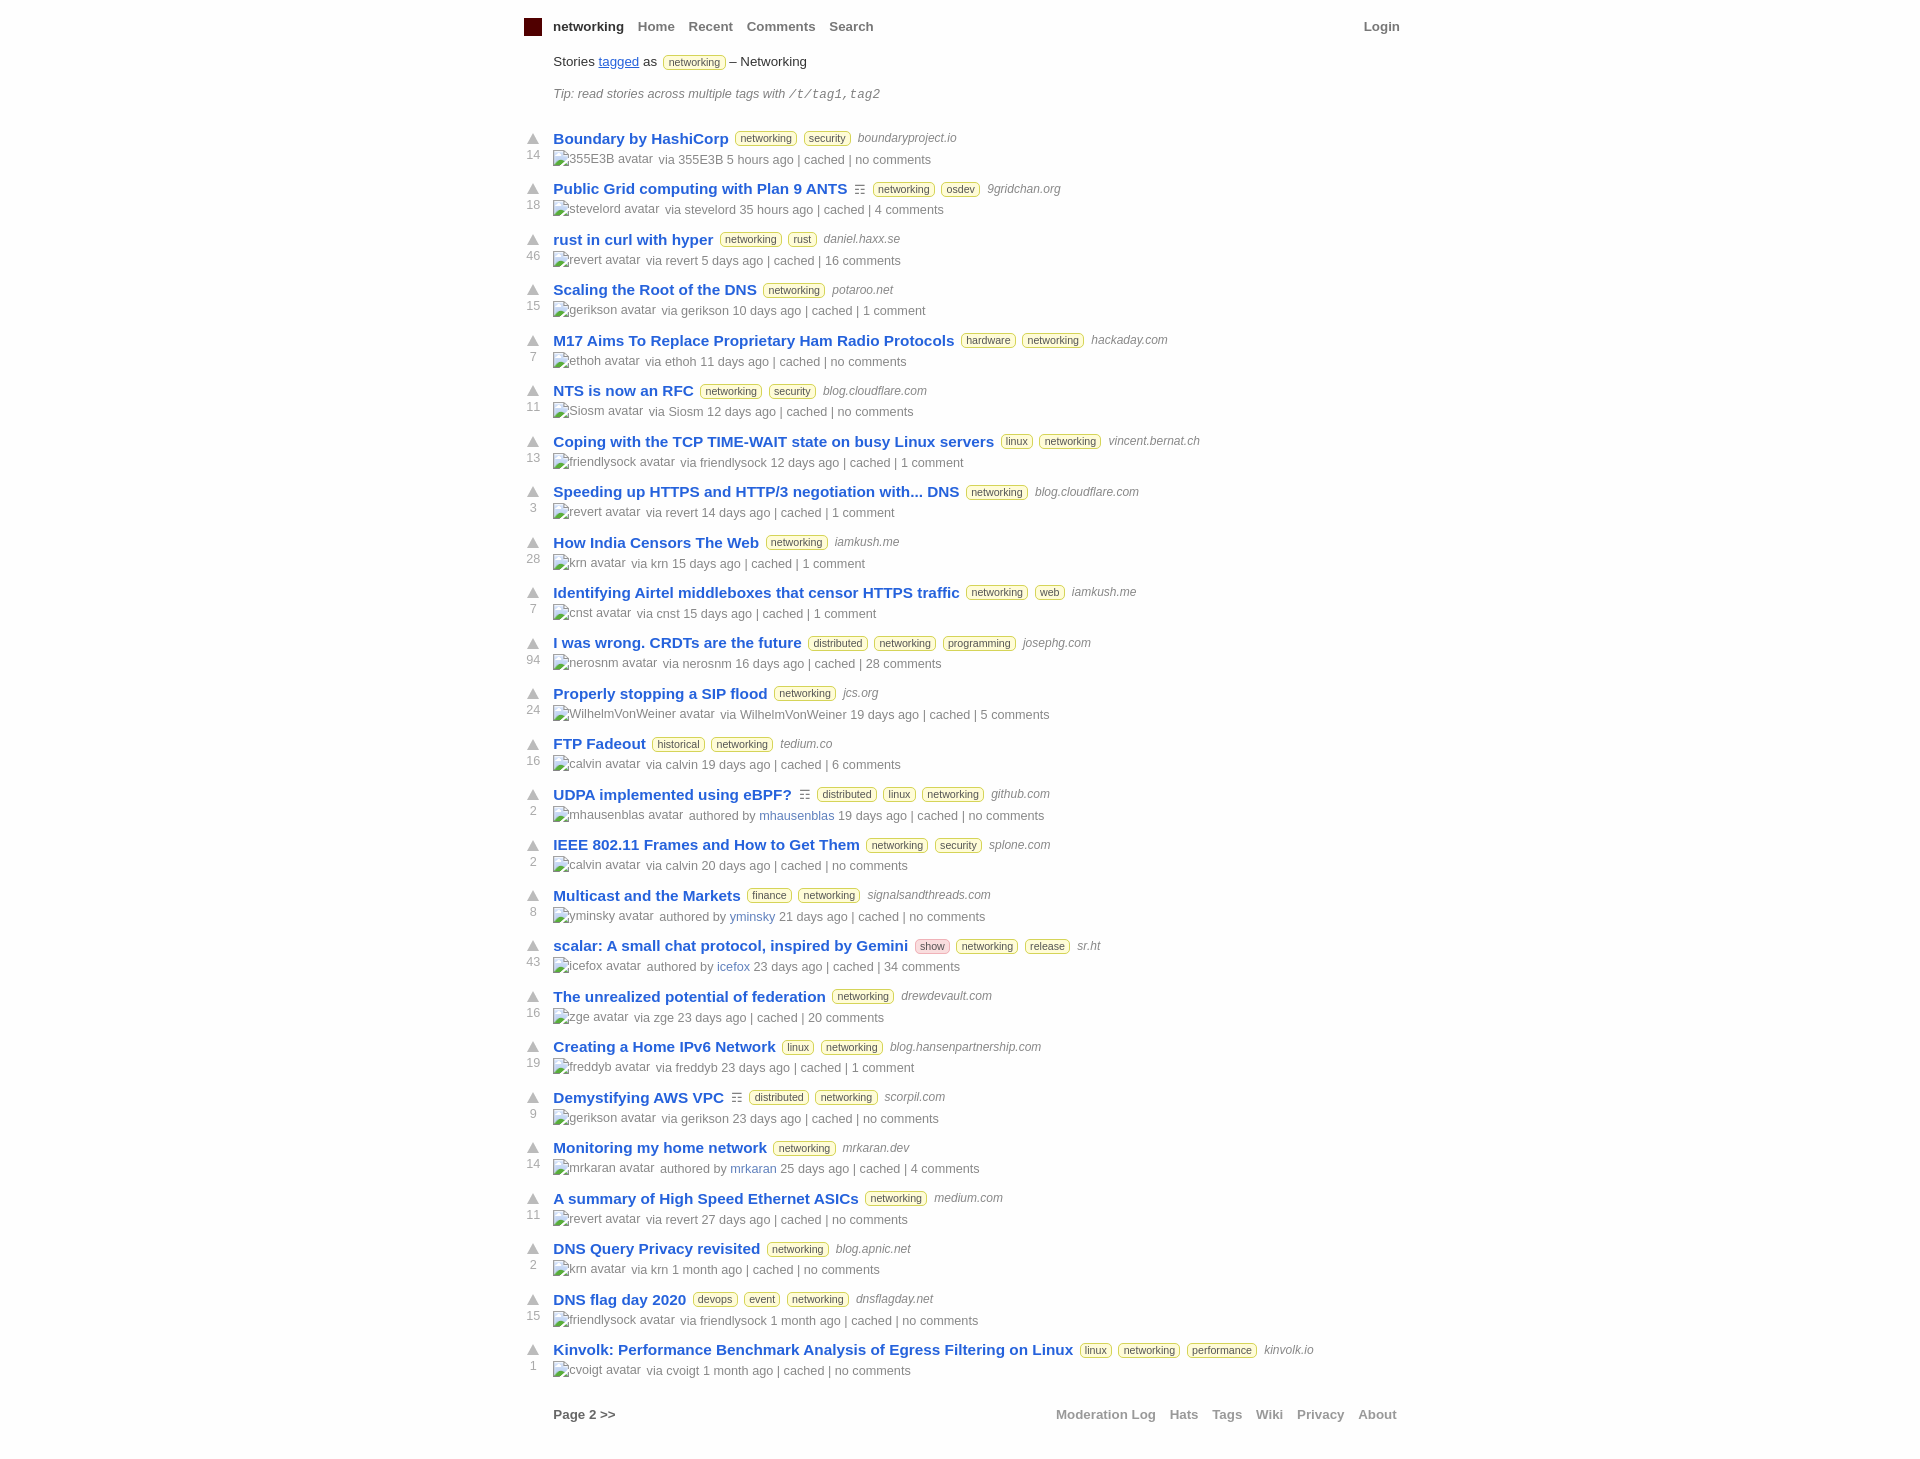 networking Home Recent Comments Search Login
Stories tagged as networking – Networking
Tip: read stories across multiple tags with /t/tag1,tag2
Boundary by HashiCorp networking security boundaryproject.io
14 355E3B avatar via 355E3B 5 hours ago | cached | no comments
Public Grid computing with Plan 9 ANTS ☶ networking osdev 9gridchan.org
18 stevelord avatar via stevelord 35 hours ago | cached | 4 comments
rust in curl with hyper networking rust daniel.haxx.se
46 revert avatar via revert 5 days ago | cached | 16 comments
Scaling the Root of the DNS networking potaroo.net
15 gerikson avatar via gerikson 10 days ago | cached | 1 comment
M17 Aims To Replace Proprietary Ham Radio Protocols hardware networking hackaday.com
7 ethoh avatar via ethoh 11 days ago | cached | no comments
NTS is now an RFC networking security blog.cloudflare.com
11 Siosm avatar via Siosm 12 days ago | cached | no comments
Coping with the TCP TIME-WAIT state on busy Linux servers linux networking vincent.bernat.ch
13 friendlysock avatar via friendlysock 12 days ago | cached | 1 comment
Speeding up HTTPS and HTTP/3 negotiation with... DNS networking blog.cloudflare.com
3 revert avatar via revert 14 days ago | cached | 1 comment
How India Censors The Web networking iamkush.me
28 krn avatar via krn 15 days ago | cached | 1 comment
Identifying Airtel middleboxes that censor HTTPS traffic networking web iamkush.me
7 cnst avatar via cnst 15 days ago | cached | 1 comment
I was wrong. CRDTs are the future distributed networking programming josephg.com
94 nerosnm avatar via nerosnm 16 days ago | cached | 28 comments
Properly stopping a SIP flood networking jcs.org
24 WilhelmVonWeiner avatar via WilhelmVonWeiner 19 days ago | cached | 5 comments
FTP Fadeout historical networking tedium.co
16 calvin avatar via calvin 19 days ago | cached | 6 comments
UDPA implemented using eBPF? ☶ distributed linux networking github.com
2 mhausenblas avatar authored by mhausenblas 19 days ago | cached | no comments
IEEE 802.11 Frames and How to Get Them networking security splone.com
2 calvin avatar via calvin 20 days ago | cached | no comments
Multicast and the Markets finance networking signalsandthreads.com
8 yminsky avatar authored by yminsky 21 days ago | cached | no comments
scalar: A small chat protocol, inspired by Gemini show networking release sr.ht
43 icefox avatar authored by icefox 23 days ago | cached | 34 comments
The unrealized potential of federation networking drewdevault.com
16 zge avatar via zge 23 days ago | cached | 20 comments
Creating a Home IPv6 Network linux networking blog.hansenpartnership.com
19 freddyb avatar via freddyb 23 days ago | cached | 1 comment
Demystifying AWS VPC ☶ distributed networking scorpil.com
9 gerikson avatar via gerikson 23 days ago | cached | no comments
Monitoring my home network networking mrkaran.dev
14 mrkaran avatar authored by mrkaran 25 days ago | cached | 4 comments
A summary of High Speed Ethernet ASICs networking medium.com
11 revert avatar via revert 27 days ago | cached | no comments
DNS Query Privacy revisited networking blog.apnic.net
2 krn avatar via krn 1 month ago | cached | no comments
DNS flag day 2020 devops event networking dnsflagday.net
15 friendlysock avatar via friendlysock 1 month ago | cached | no comments
Kinvolk: Performance Benchmark Analysis of Egress Filtering on Linux linux networking performance kinvolk.io
1 cvoigt avatar via cvoigt 1 month ago | cached | no comments
Page 2 >> Moderation Log Hats Tags Wiki Privacy About